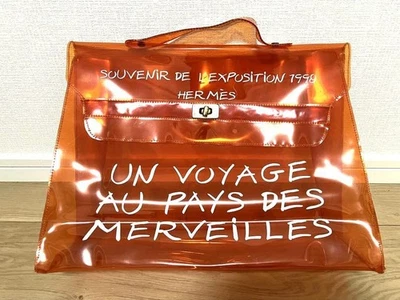 SOUVENIR DE L'EXPOSITION 1998
HERMÈS
UN VOYAGE
AU PAYS DES
MERVEILLES